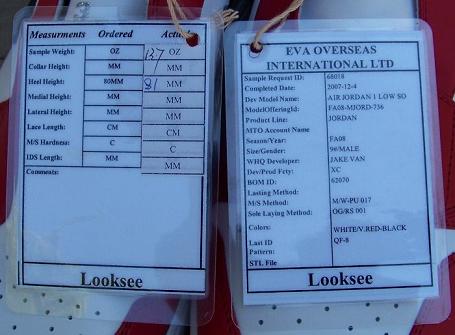 Measurments Ordered Actual
Sample Weight: OZ 137 OZ
Collar Height: MM MM
Heel Height: 80MM 81 MM
Medial Height: MM MM
Lateral Height: MM MM
Lace Length: CM CM
M/S Hardness: C C
IDS Length: MM MM
Comments:
Looksee
EVA OVERSEAS
INTERNATIONAL LTD
Sample Request ID: 68018
Completed Date: 2007-12-4
Dev Model Name: AIR JORDAN 1 LOW SO
ModelOfferingId: FA08-MJORD-736
Product Line: JORDAN
MTO Account Name
Season/Year: FA08
Size/Gender: 9#/MALE
WHQ Developer: JAKE VAN
Dev/Prod Fcty: XC
BOM ID: 62070
Lasting Method:
M/S Method: M/W-PU 017
Sole Laying Method: OG/RS 001
Colors: WHITE/V.RED-BLACK
Last ID QF-8
Pattern:
STL File
Looksee